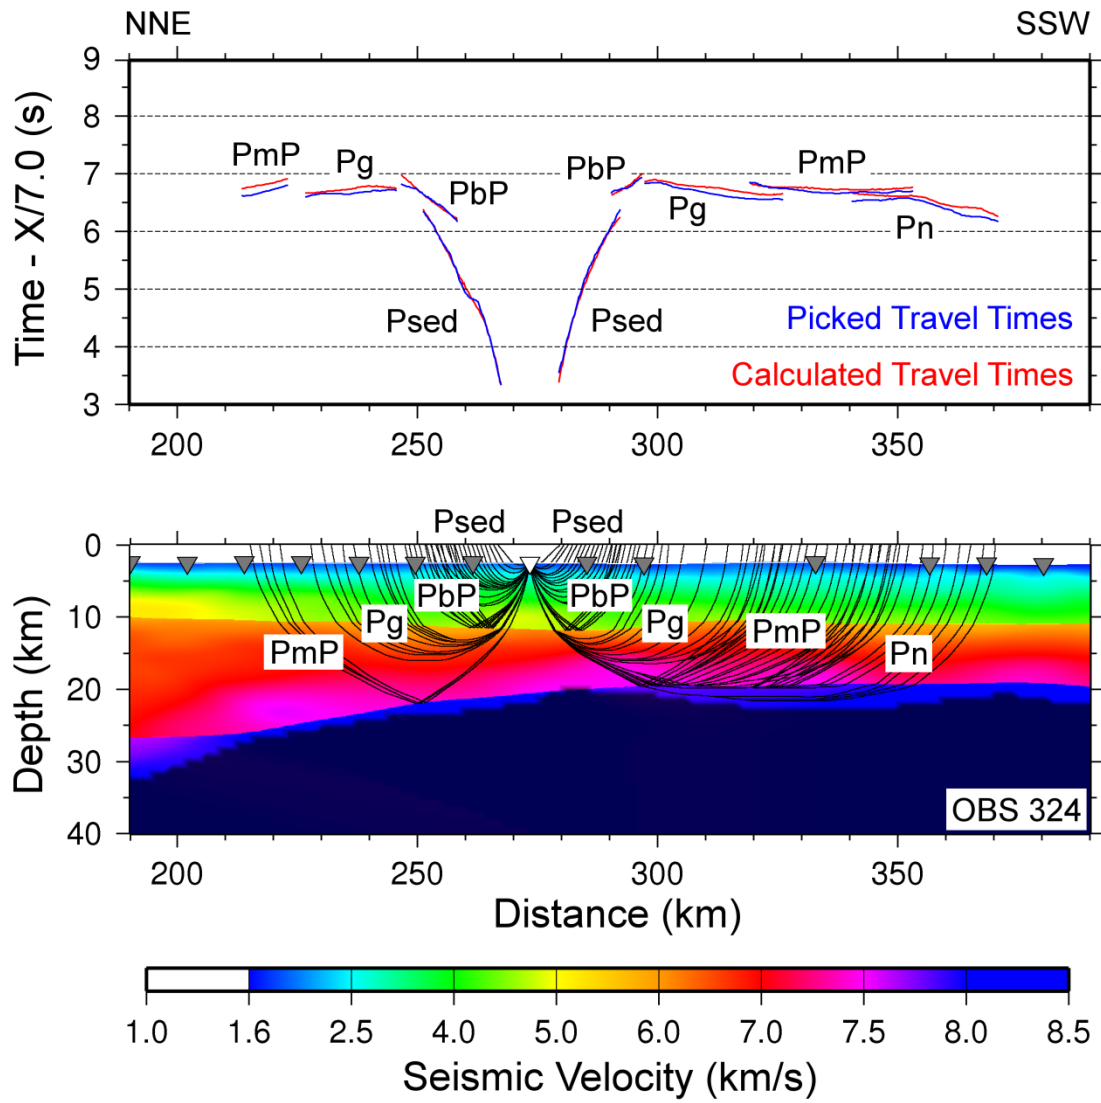 NNE SSW
9
8
7
6
5
4
3
Time - X/7.0 (s)
PmP Pg PbP PbP Pg PmP Pn
Psed Psed
Picked Travel Times
Calculated Travel Times
200 250 300 350
Psed Psed
0
10
20
30
40
Depth (km)
PbP PbP
Pg Pg
PmP PmP Pn
OBS 324
200 250 300 350
Distance (km)
1.0 1.6 2.5 4.0 5.0 6.0 7.0 7.5 8.0 8.5
Seismic Velocity (km/s)